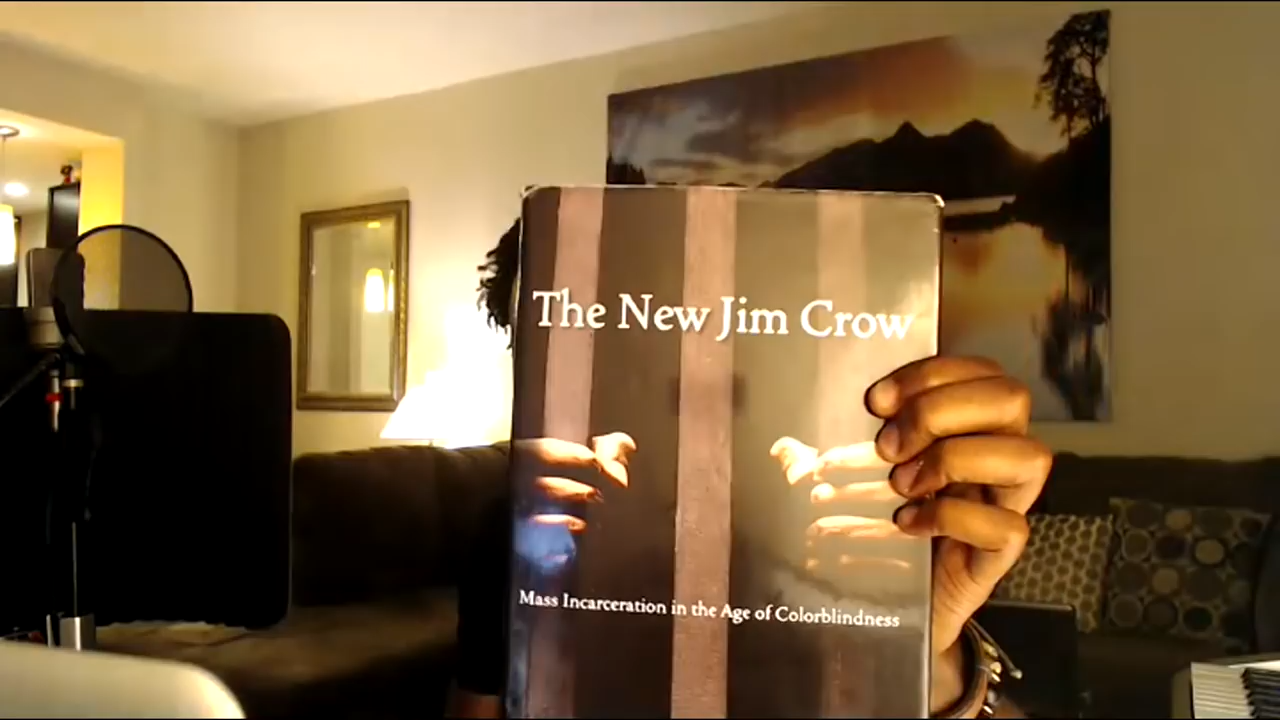 The New Jim Crow
Mass Incarceration in the Age of Colorblindness